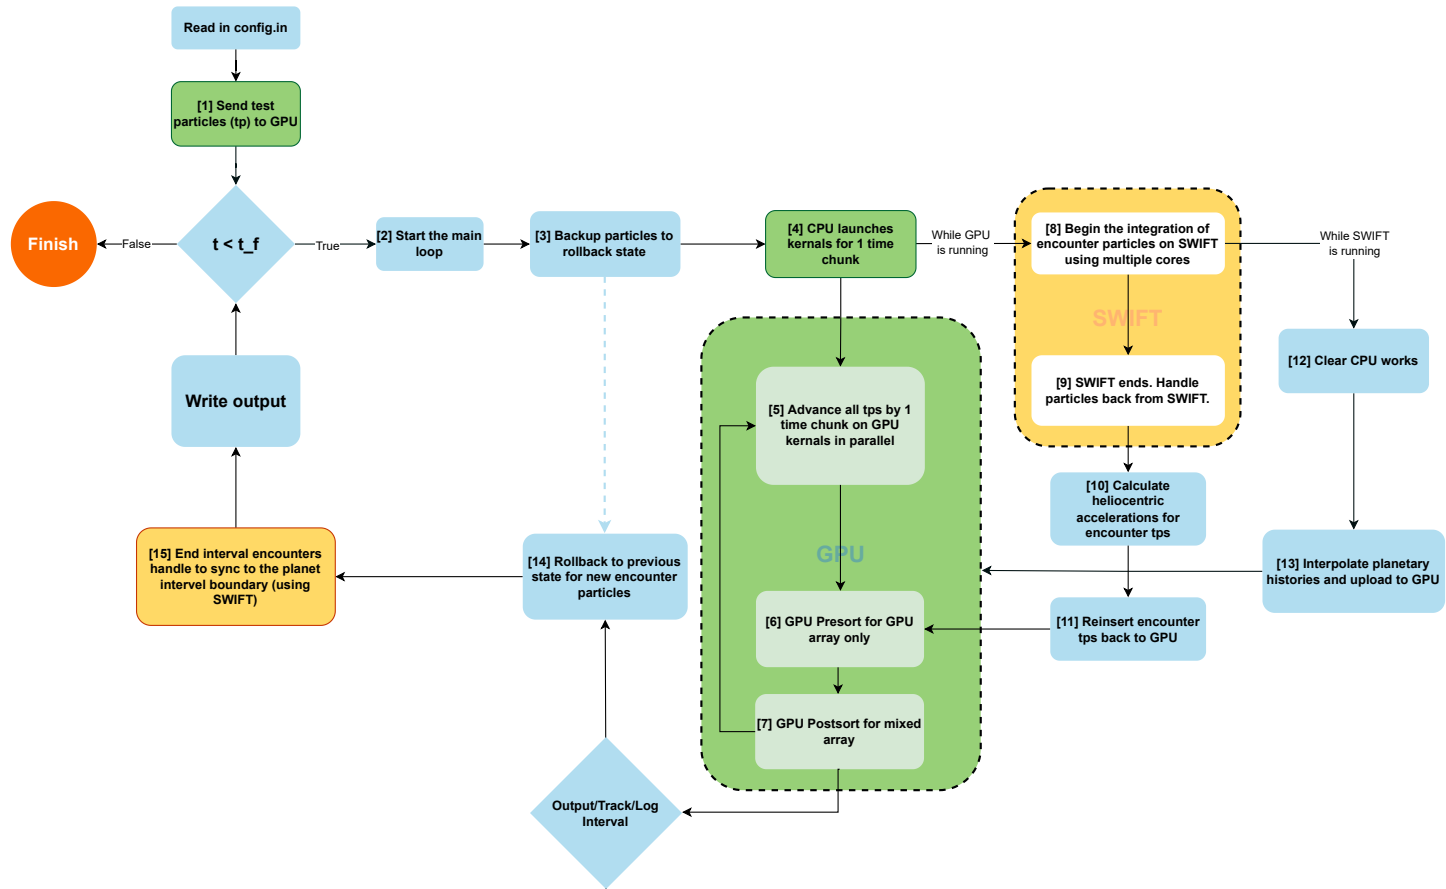 Read in config.in
[1] Send test
particles (tp) to GPU
Finish
False
t < t_f
True
[2] Start the main
loop
[3] Backup particles to
rollback state
[4] CPU launches
kernals for 1 time
chunk
While GPU
is running
[8] Begin the integration of
encounter particles on SWIFT
using multiple cores
While SWIFT
is running
SWIFT
[12] Clear CPU works
[9] SWIFT ends. Handle
particles back from SWIFT.
Write output
[5] Advance all tps by 1
time chunk on GPU
kernals in parallel
[10] Calculate
heliocentric
accelerations for
encounter tps
GPU
[15] End interval encounters
handle to sync to the planet
intervel boundary (using
SWIFT)
[14] Rollback to previous
state for new encounter
particles
[13] Interpolate planetary
histories and upload to GPU
[6] GPU Presort for GPU
array only
[11] Reinsert encounter
tps back to GPU
[7] GPU Postsort for mixed
array
Output/Track/Log
Interval